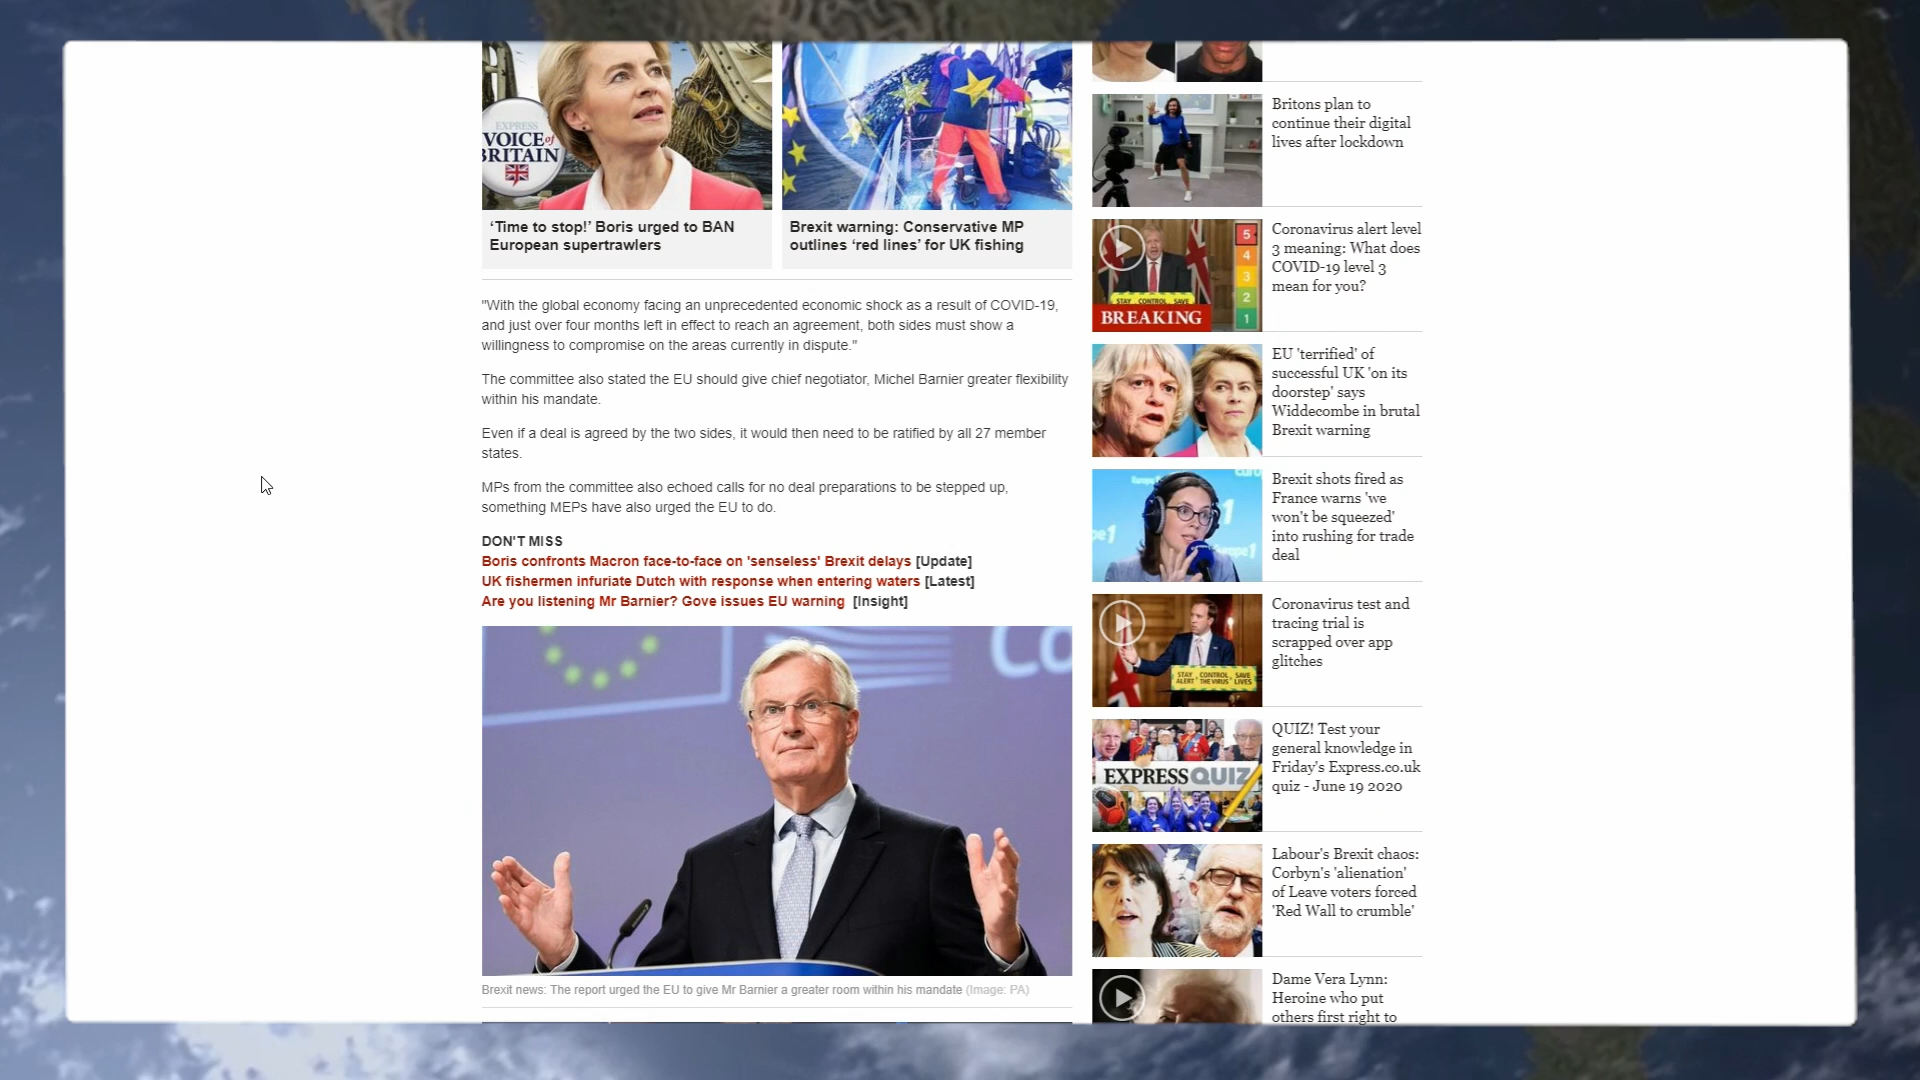 EXPRESS
VOICE of
BRITAIN
‘Time to stop!’ Boris urged to BAN
European supertrawlers
Brexit warning: Conservative MP
outlines ‘red lines’ for UK fishing
"With the global economy facing an unprecedented economic shock as a result of COVID-19,
and just over four months left in effect to reach an agreement, both sides must show a
willingness to compromise on the areas currently in dispute."
The committee also stated the EU should give chief negotiator, Michel Barnier greater flexibility
within his mandate.
Even if a deal is agreed by the two sides, it would then need to be ratified by all 27 member
states.
MPs from the committee also echoed calls for no deal preparations to be stepped up,
something MEPs have also urged the EU to do.
DON'T MISS
Boris confronts Macron face-to-face on 'senseless' Brexit delays [Update]
UK fishermen infuriate Dutch with response when entering waters [Latest]
Are you listening Mr Barnier? Gove issues EU warning [Insight]
Co
Brexit news: The report urged the EU to give Mr Barnier a greater room within his mandate (Image: PA)
Britons plan to
continue their digital
lives after lockdown
5
4
3
2
1
STAY CONTROL SAVE
BREAKING
Coronavirus alert level
3 meaning: What does
COVID-19 level 3
mean for you?
EU 'terrified' of
successful UK 'on its
doorstep' says
Widdecombe in brutal
Brexit warning
Europe 1
Brexit shots fired as
France warns 'we
won't be squeezed'
into rushing for trade
deal
STAY CONTROL SAVE
ALERT THE VIRUS LIVES
Coronavirus test and
tracing trial is
scrapped over app
glitches
EXPRESS QUIZ
QUIZ! Test your
general knowledge in
Friday's Express.co.uk
quiz - June 19 2020
Labour's Brexit chaos:
Corbyn's 'alienation'
of Leave voters forced
'Red Wall to crumble'
Dame Vera Lynn:
Heroine who put
others first right to